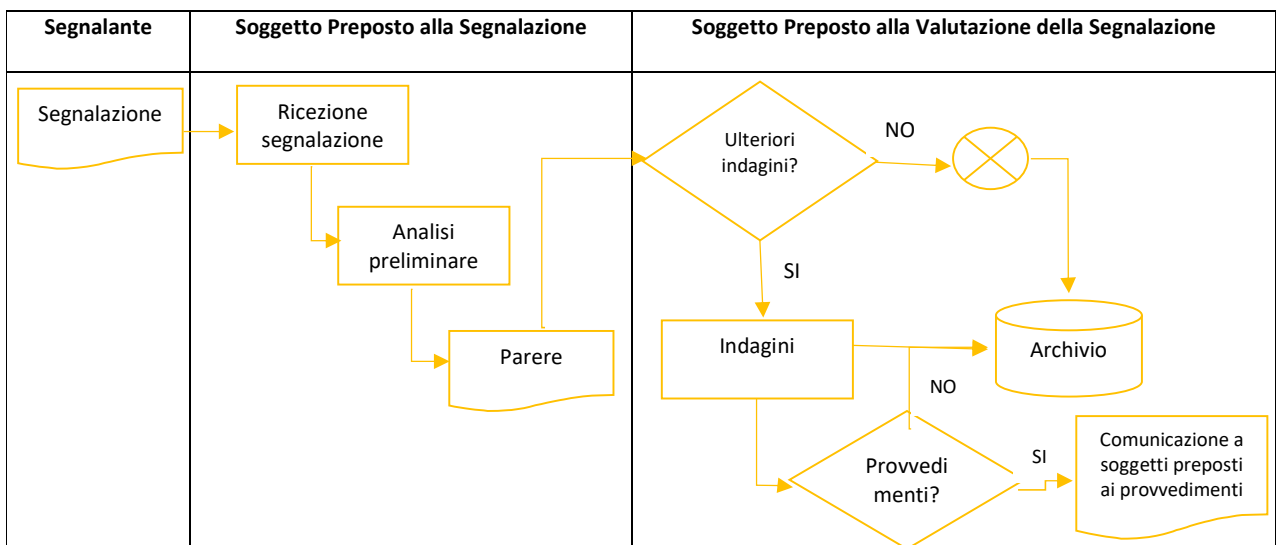 Segnalante
Soggetto Preposto alla Segnalazione
Soggetto Preposto alla Valutazione della Segnalazione
Segnalazione
Ricezione
segnalazione
Analisi
preliminare
Parere
Ulteriori
indagini?
NO
SI
Indagini
Archivio
NO
Provvedi
menti?
SI
Comunicazione a
soggetti preposti
ai provvedimenti